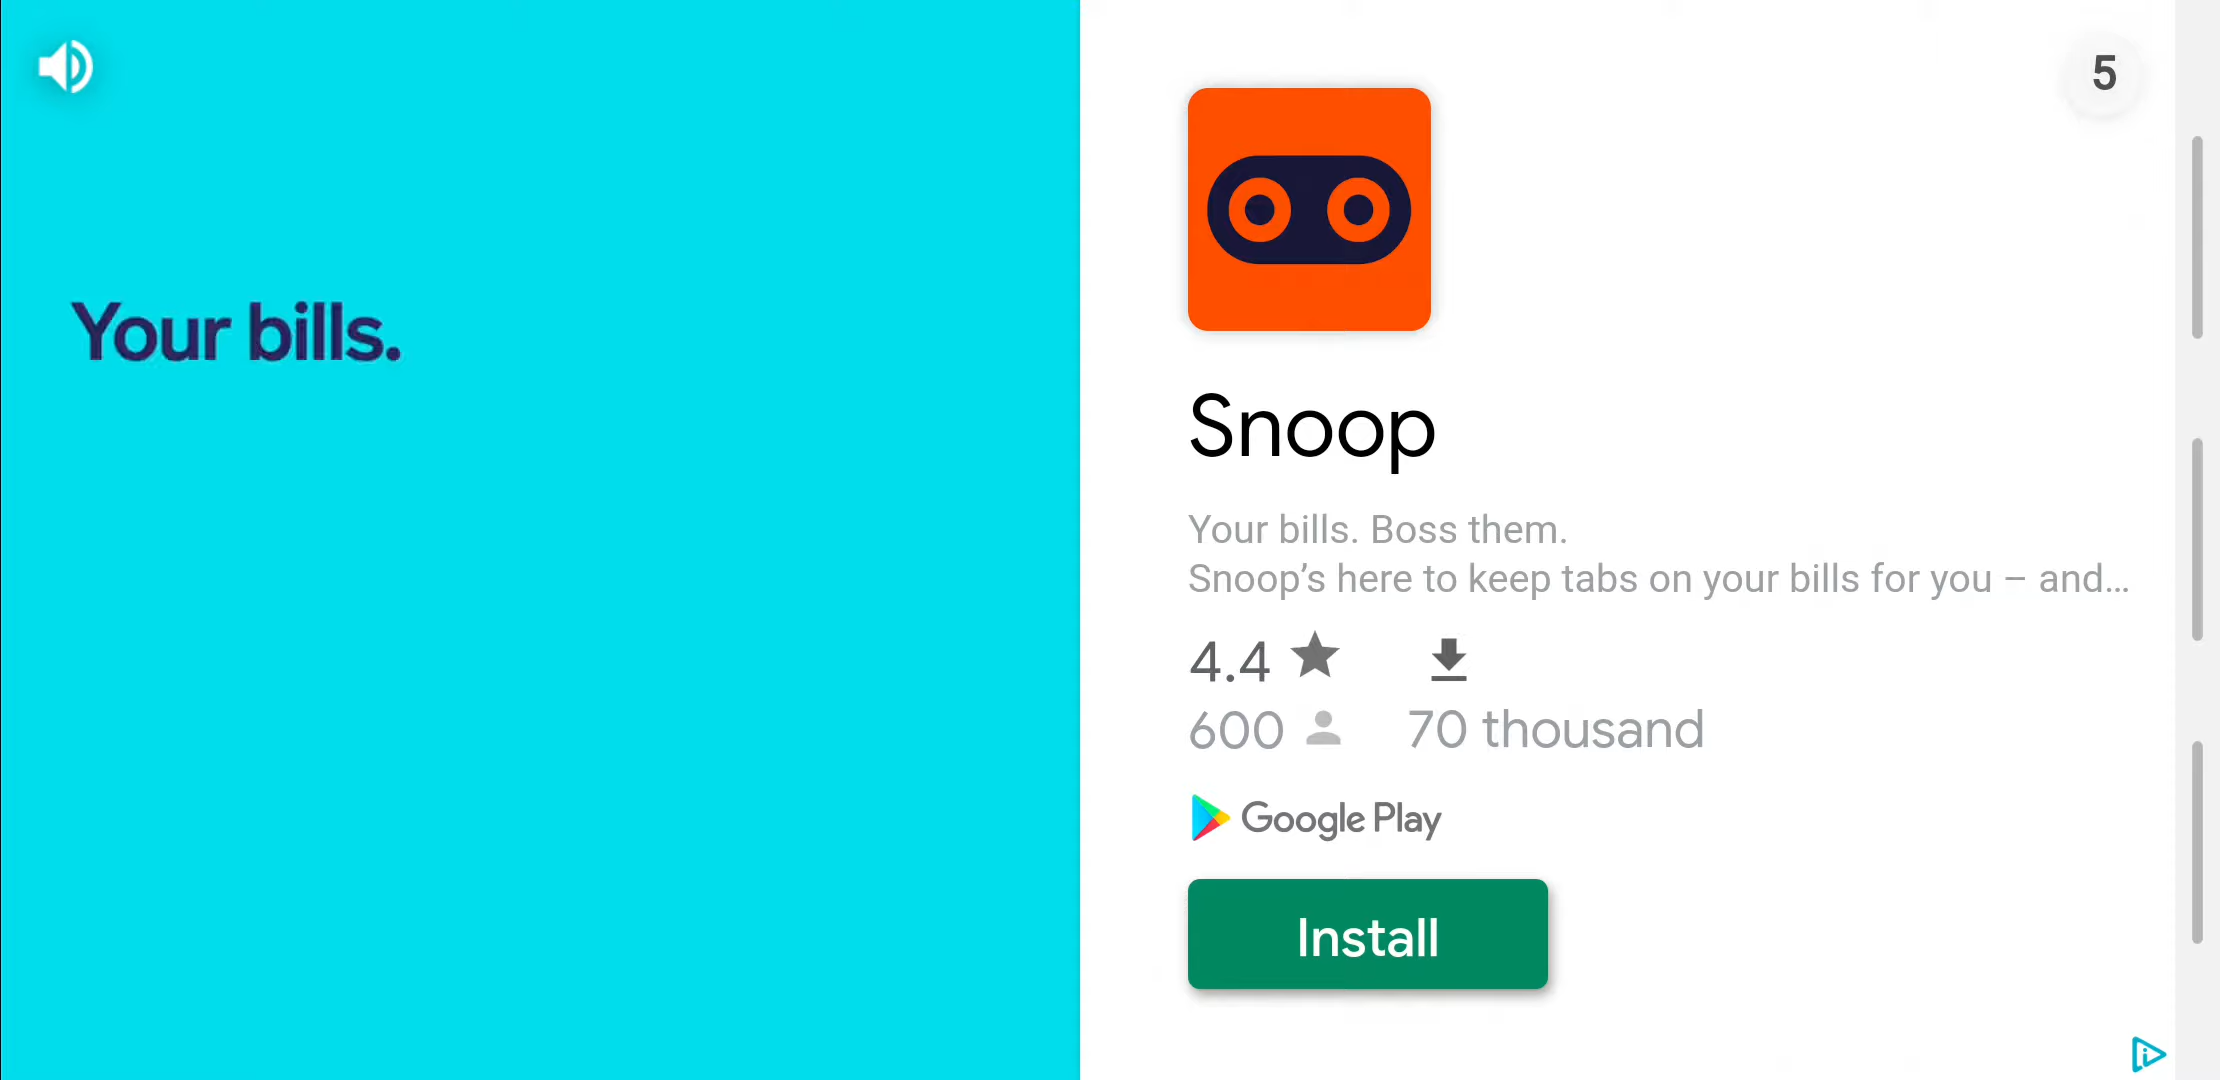 Your bills.
5
Snoop
Your bills. Boss them.
Snoop’s here to keep tabs on your bills for you – and...
4.4
600 70 thousand
Google Play
Install